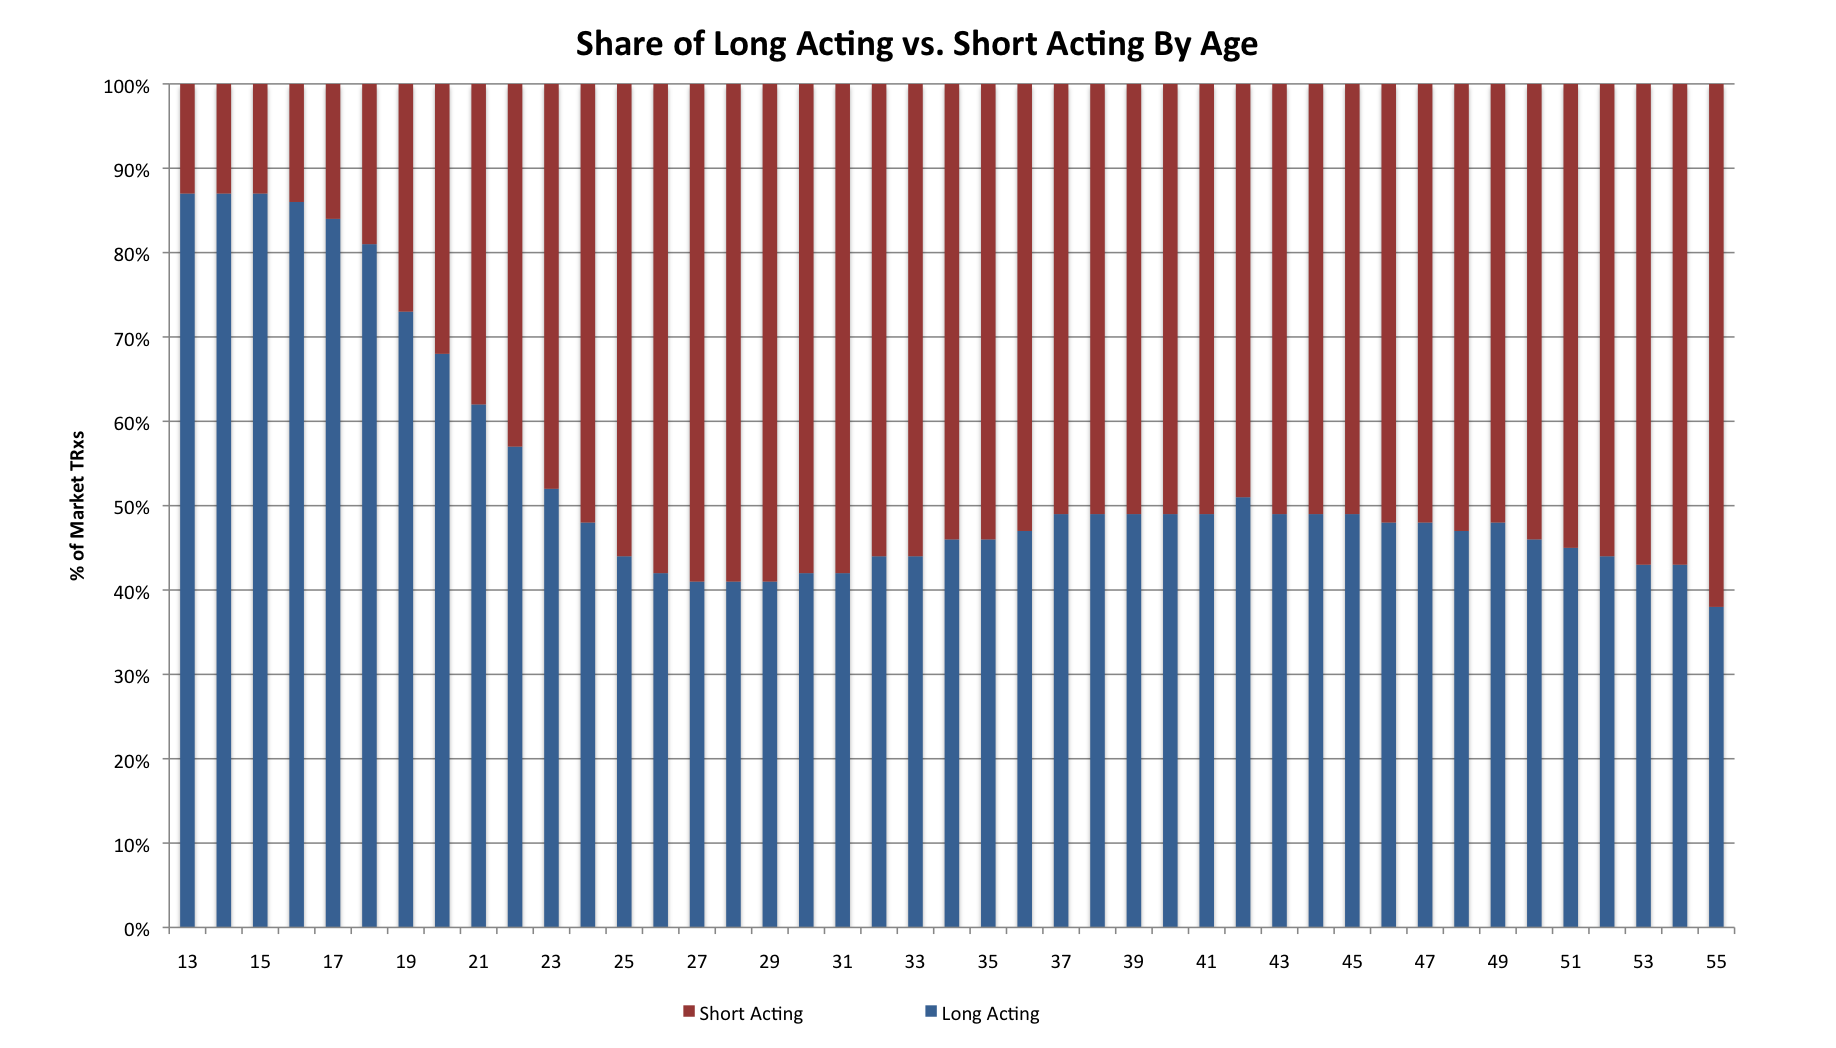 Share of Long Acting vs. Short Acting By Age
% of Market TRxs
100%
90%
80%
70%
60%
50%
40%
30%
20%
10%
0%
13 15 17 19 21 23 25 27 29 31 33 35 37 39 41 43 45 47 49 51 53 55
Short Acting Long Acting